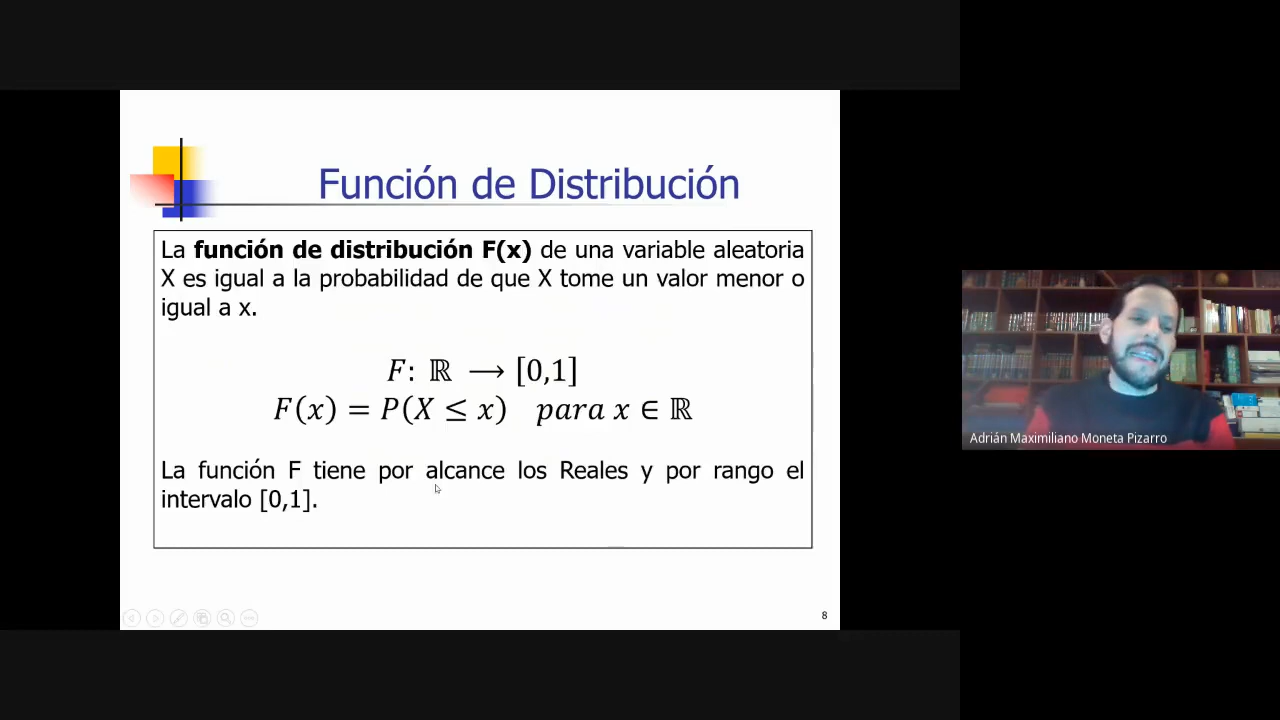 Función de Distribución
La función de distribución F(x) de una variable aleatoria
X es igual a la probabilidad de que X tome un valor menor o
igual a x.
F: ℝ ⟶ [0,1]
F(x) = P(X ≤ x) para x ∈ ℝ
La función F tiene por alcance los Reales y por rango el
intervalo [0,1].
8
Adrián Maximiliano Moneta Pizarro